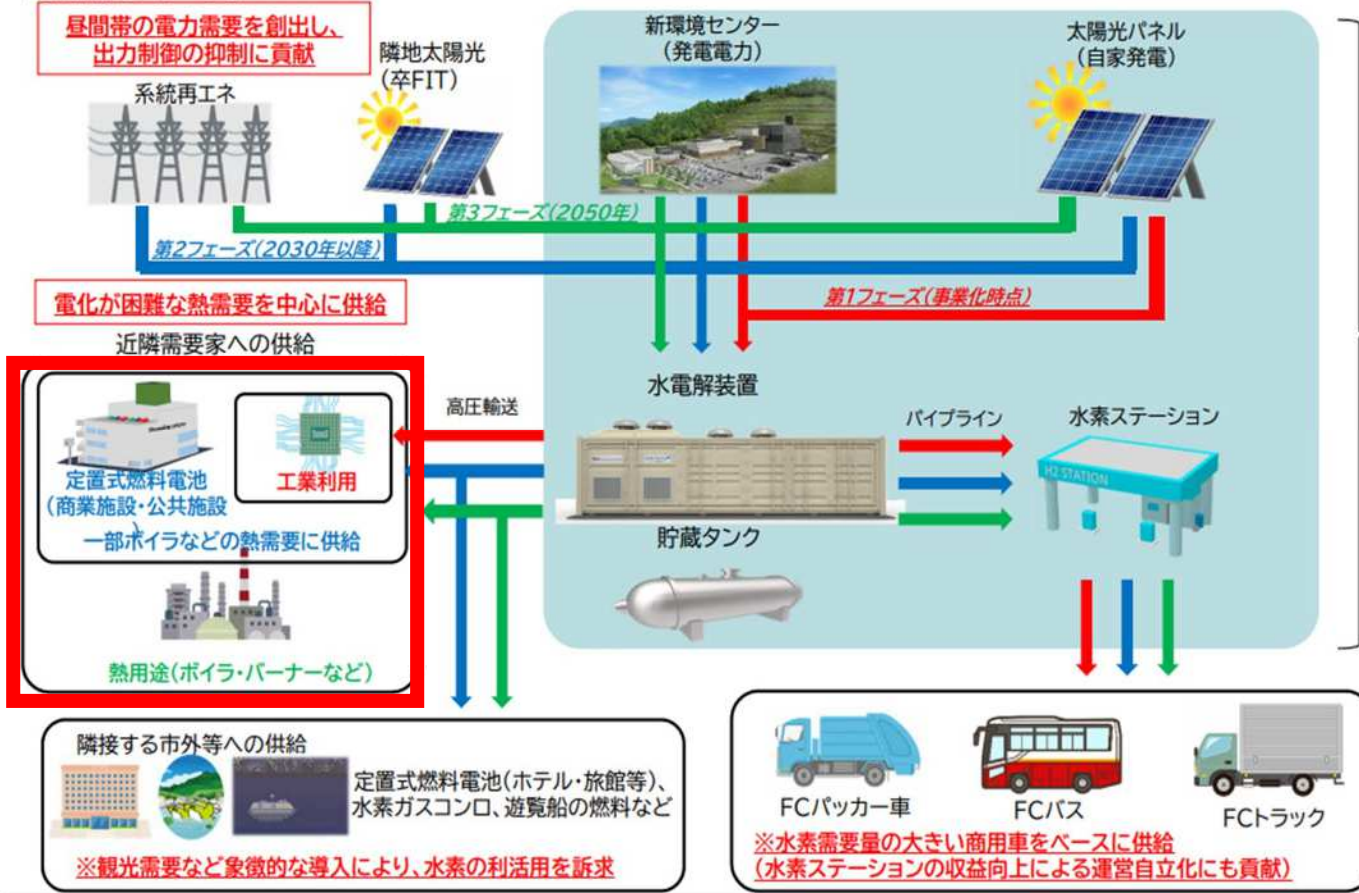 昼間帯の電力需要を創出し、
出力制御の抑制に貢献
系統再エネ
隣地太陽光
(卒FIT)
新環境センター
(発電電力)
太陽光パネル
(自家発電)
第3フェーズ(2050年)
第2フェーズ(2030年以降)
第1フェーズ(事業化時点)
電化が困難な熱需要を中心に供給
近隣需要家への供給
定置式燃料電池
(商業施設・公共施設
)
工業利用
一部ボイラなどの熱需要に供給
熱用途(ボイラ・バーナーなど)
高圧輸送
水電解装置
貯蔵タンク
パイプライン
水素ステーション
H2 STATION
隣接する市外等への供給
定置式燃料電池(ホテル・旅館等)、
水素ガスコンロ、遊覧船の燃料など
※観光需要など象徴的な導入により、水素の利活用を訴求
FCパッカー車
FCバス
FCトラック
※水素需要量の大きい商用車をベースに供給
(水素ステーションの収益向上による運営自立化にも貢献)